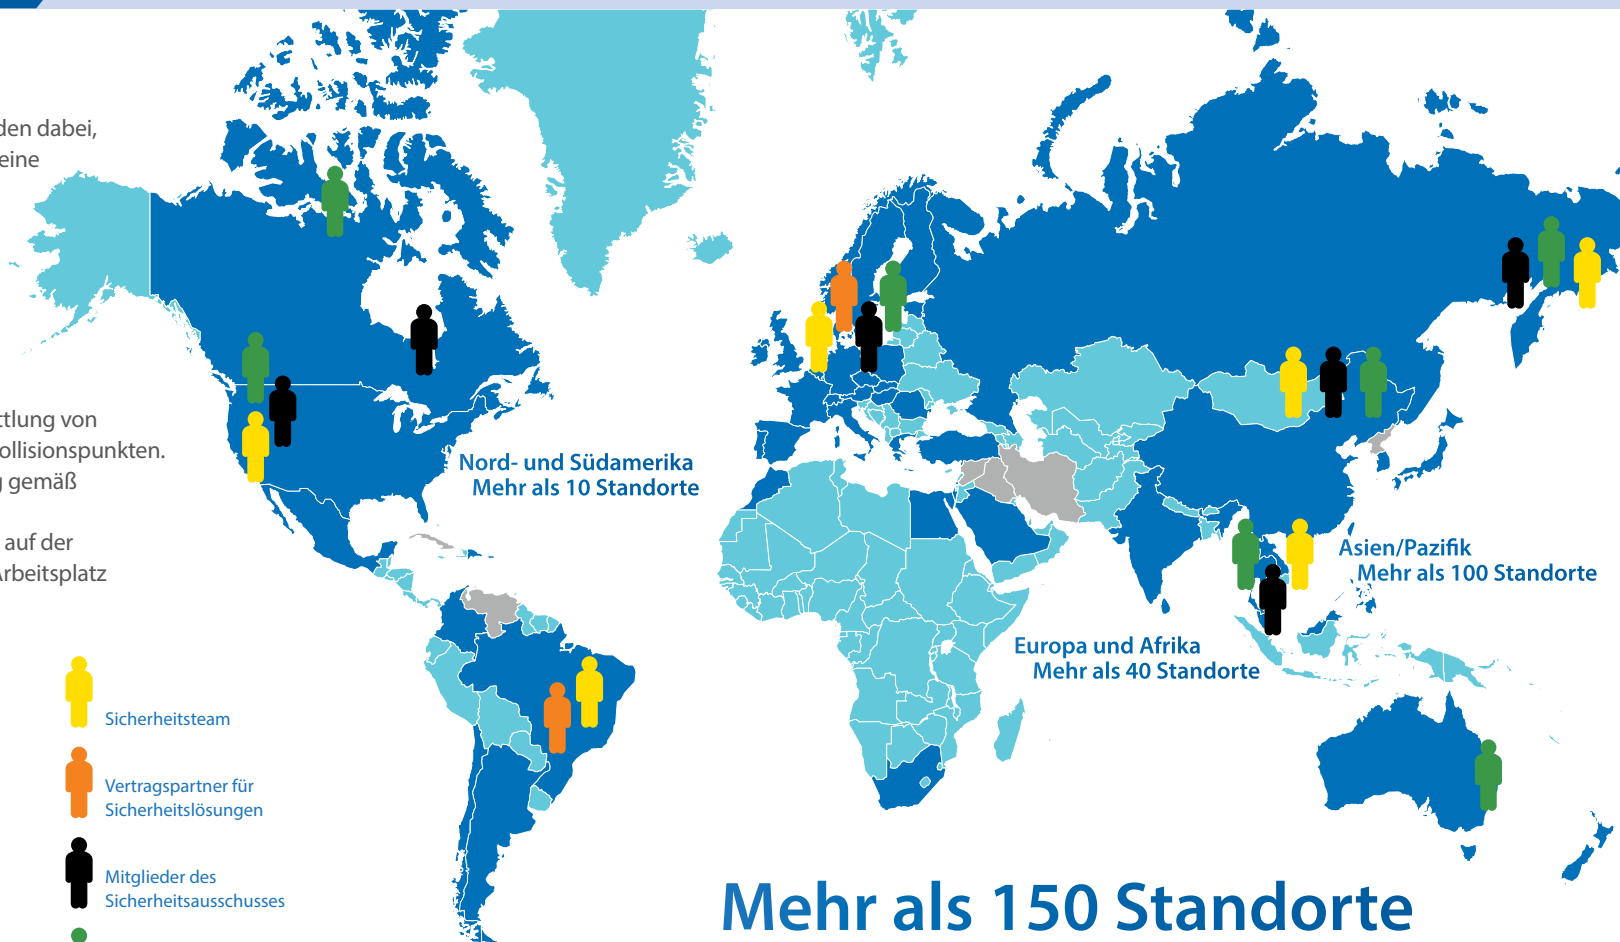 den dabei,
eine
ttlung von
ollisionspunkten.
g gemäß
auf der
Arbeitsplatz
Nord- und Südamerika
Mehr als 10 Standorte
Asien/Pazifik
Mehr als 100 Standorte
Europa und Afrika
Mehr als 40 Standorte
Sicherheitsteam
Vertragspartner für
Sicherheitslösungen
Mitglieder des
Sicherheitsausschusses
Mehr als 150 Standorte